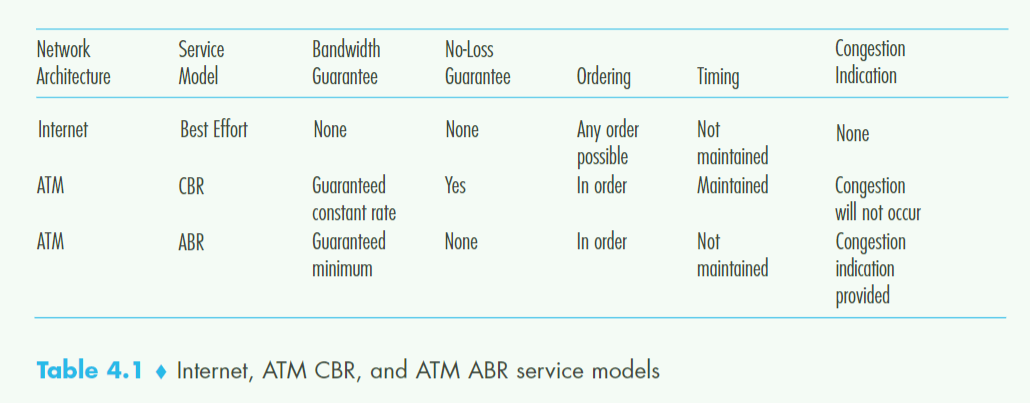 Network Service Bandwidth No-Loss Congestion
Architecture Model Guarantee Guarantee Ordering Timing Indication
Internet Best Effort None None Any order Not None
possible maintained
ATM CBR Guaranteed Yes In order Maintained Congestion
constant rate will not occur
ATM ABR Guaranteed None In order Not Congestion
minimum maintained indication
provided
Table 4.1 ♦ Internet, ATM CBR, and ATM ABR service models